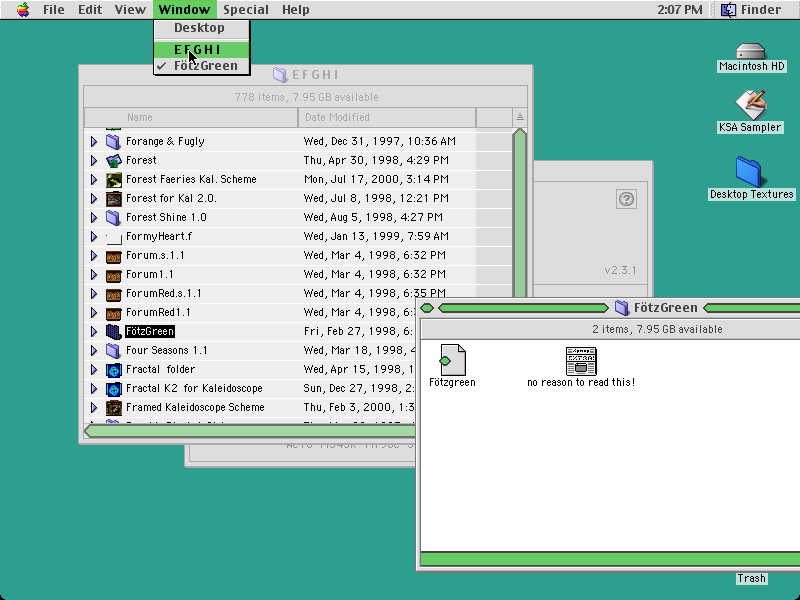 File Edit View Window Special Help 2:07 PM Finder
Desktop
E F G H I
FötzGreen
E F G H I
778 items, 7.95 GB available
Name Date Modified
Forange & Fugly Wed, Dec 31, 1997, 10:36 AM
Forest Thu, Apr 30, 1998, 4:29 PM
Forest Faeries Kal. Scheme Mon, Jul 17, 2000, 3:14 PM
Forest for Kal 2.0. Wed, Jul 8, 1998, 12:21 PM
Forest Shine 1.0 Wed, Aug 5, 1998, 4:27 PM
FormyHeart.f Wed, Jan 13, 1999, 7:59 AM
Forum.s.1.1 Wed, Mar 4, 1998, 6:32 PM
Forum1.1 Wed, Mar 4, 1998, 6:32 PM
ForumRed.s.1.1 Wed, Mar 4, 1998, 6:35 PM
ForumRed1.1 Wed, Mar 4, 1998, 6:
FötzGreen Fri, Feb 27, 1998, 6:
Four Seasons 1.1 Wed, Mar 18, 1998, 4
Fractal folder Wed, Apr 15, 1998, 1
Fractal K2 for Kaleidoscope Sun, Dec 27, 1998, 2:
Framed Kaleidoscope Scheme Thu, Feb 3, 2000, 1:3
v2.3.1
FötzGreen
2 items, 7.95 GB available
Fötzgreen
no reason to read this!
Macintosh HD
KSA Sampler
Desktop Textures
Trash